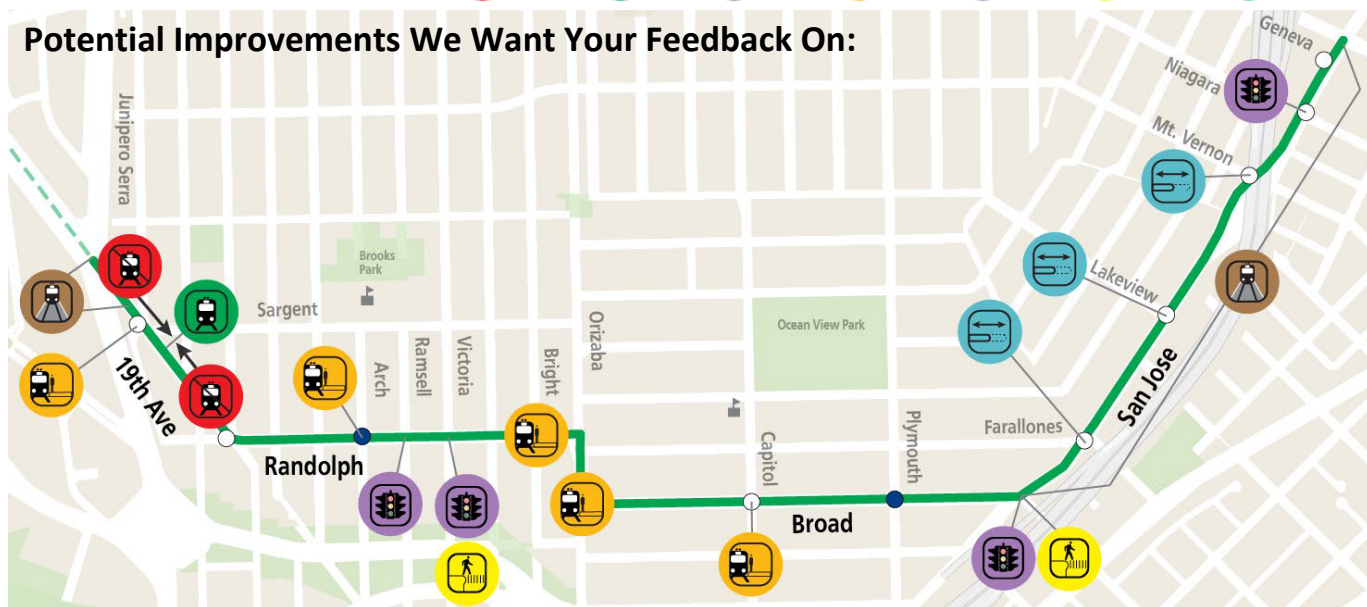 Potential Improvements We Want Your Feedback On:
Geneva
Niagara
Mt. Vernon
Junipero Serra
Brooks
Park
Sargent
Lakeview
Orizaba
Ocean View Park
Arch
Ramsell
Victoria
Bright
19th Ave
San Jose
Farallones
Plymouth
Capitol
Randolph
Broad